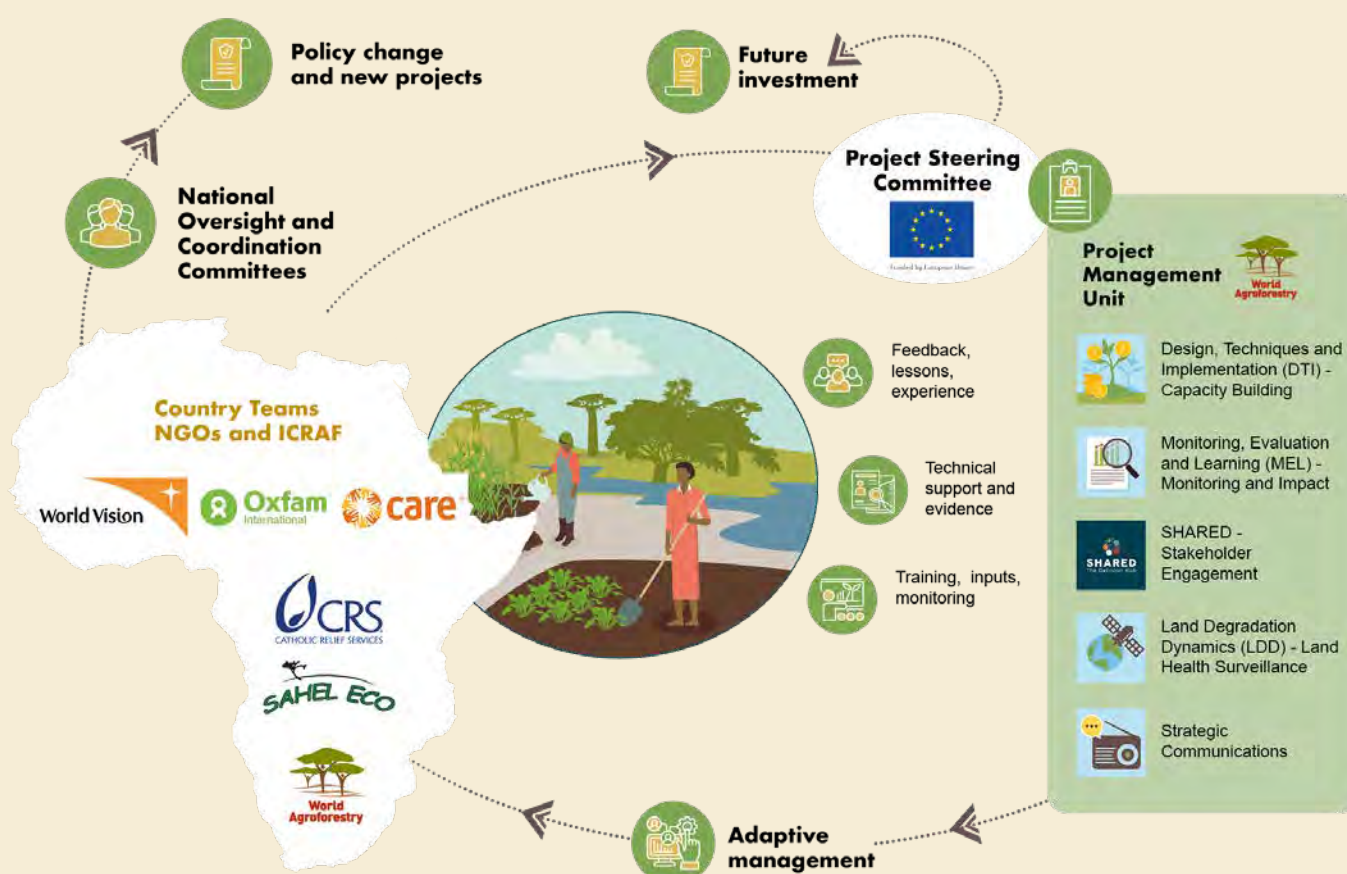 Policy change
and new projects
Future
investment
National
Oversight and
Coordination
Committees
Project Steering
Committee
Funded by European Union
Project
Management
Unit
World
Agroforestry
Design, Techniques and
Implementation (DTI) -
Capacity Building
Monitoring, Evaluation
and Learning (MEL) -
Monitoring and Impact
SHARED
SHARED -
Stakeholder
Engagement
Land Degradation
Dynamics (LDD) - Land
Health Surveillance
Strategic
Communications
Feedback,
lessons,
experience
Technical
support and
evidence
Training, inputs,
monitoring
Country Teams
NGOs and ICRAF
World Vision
Oxfam
International
care
CRS
CATHOLIC RELIEF SERVICES
SAHEL ECO
World
Agroforestry
Adaptive
management